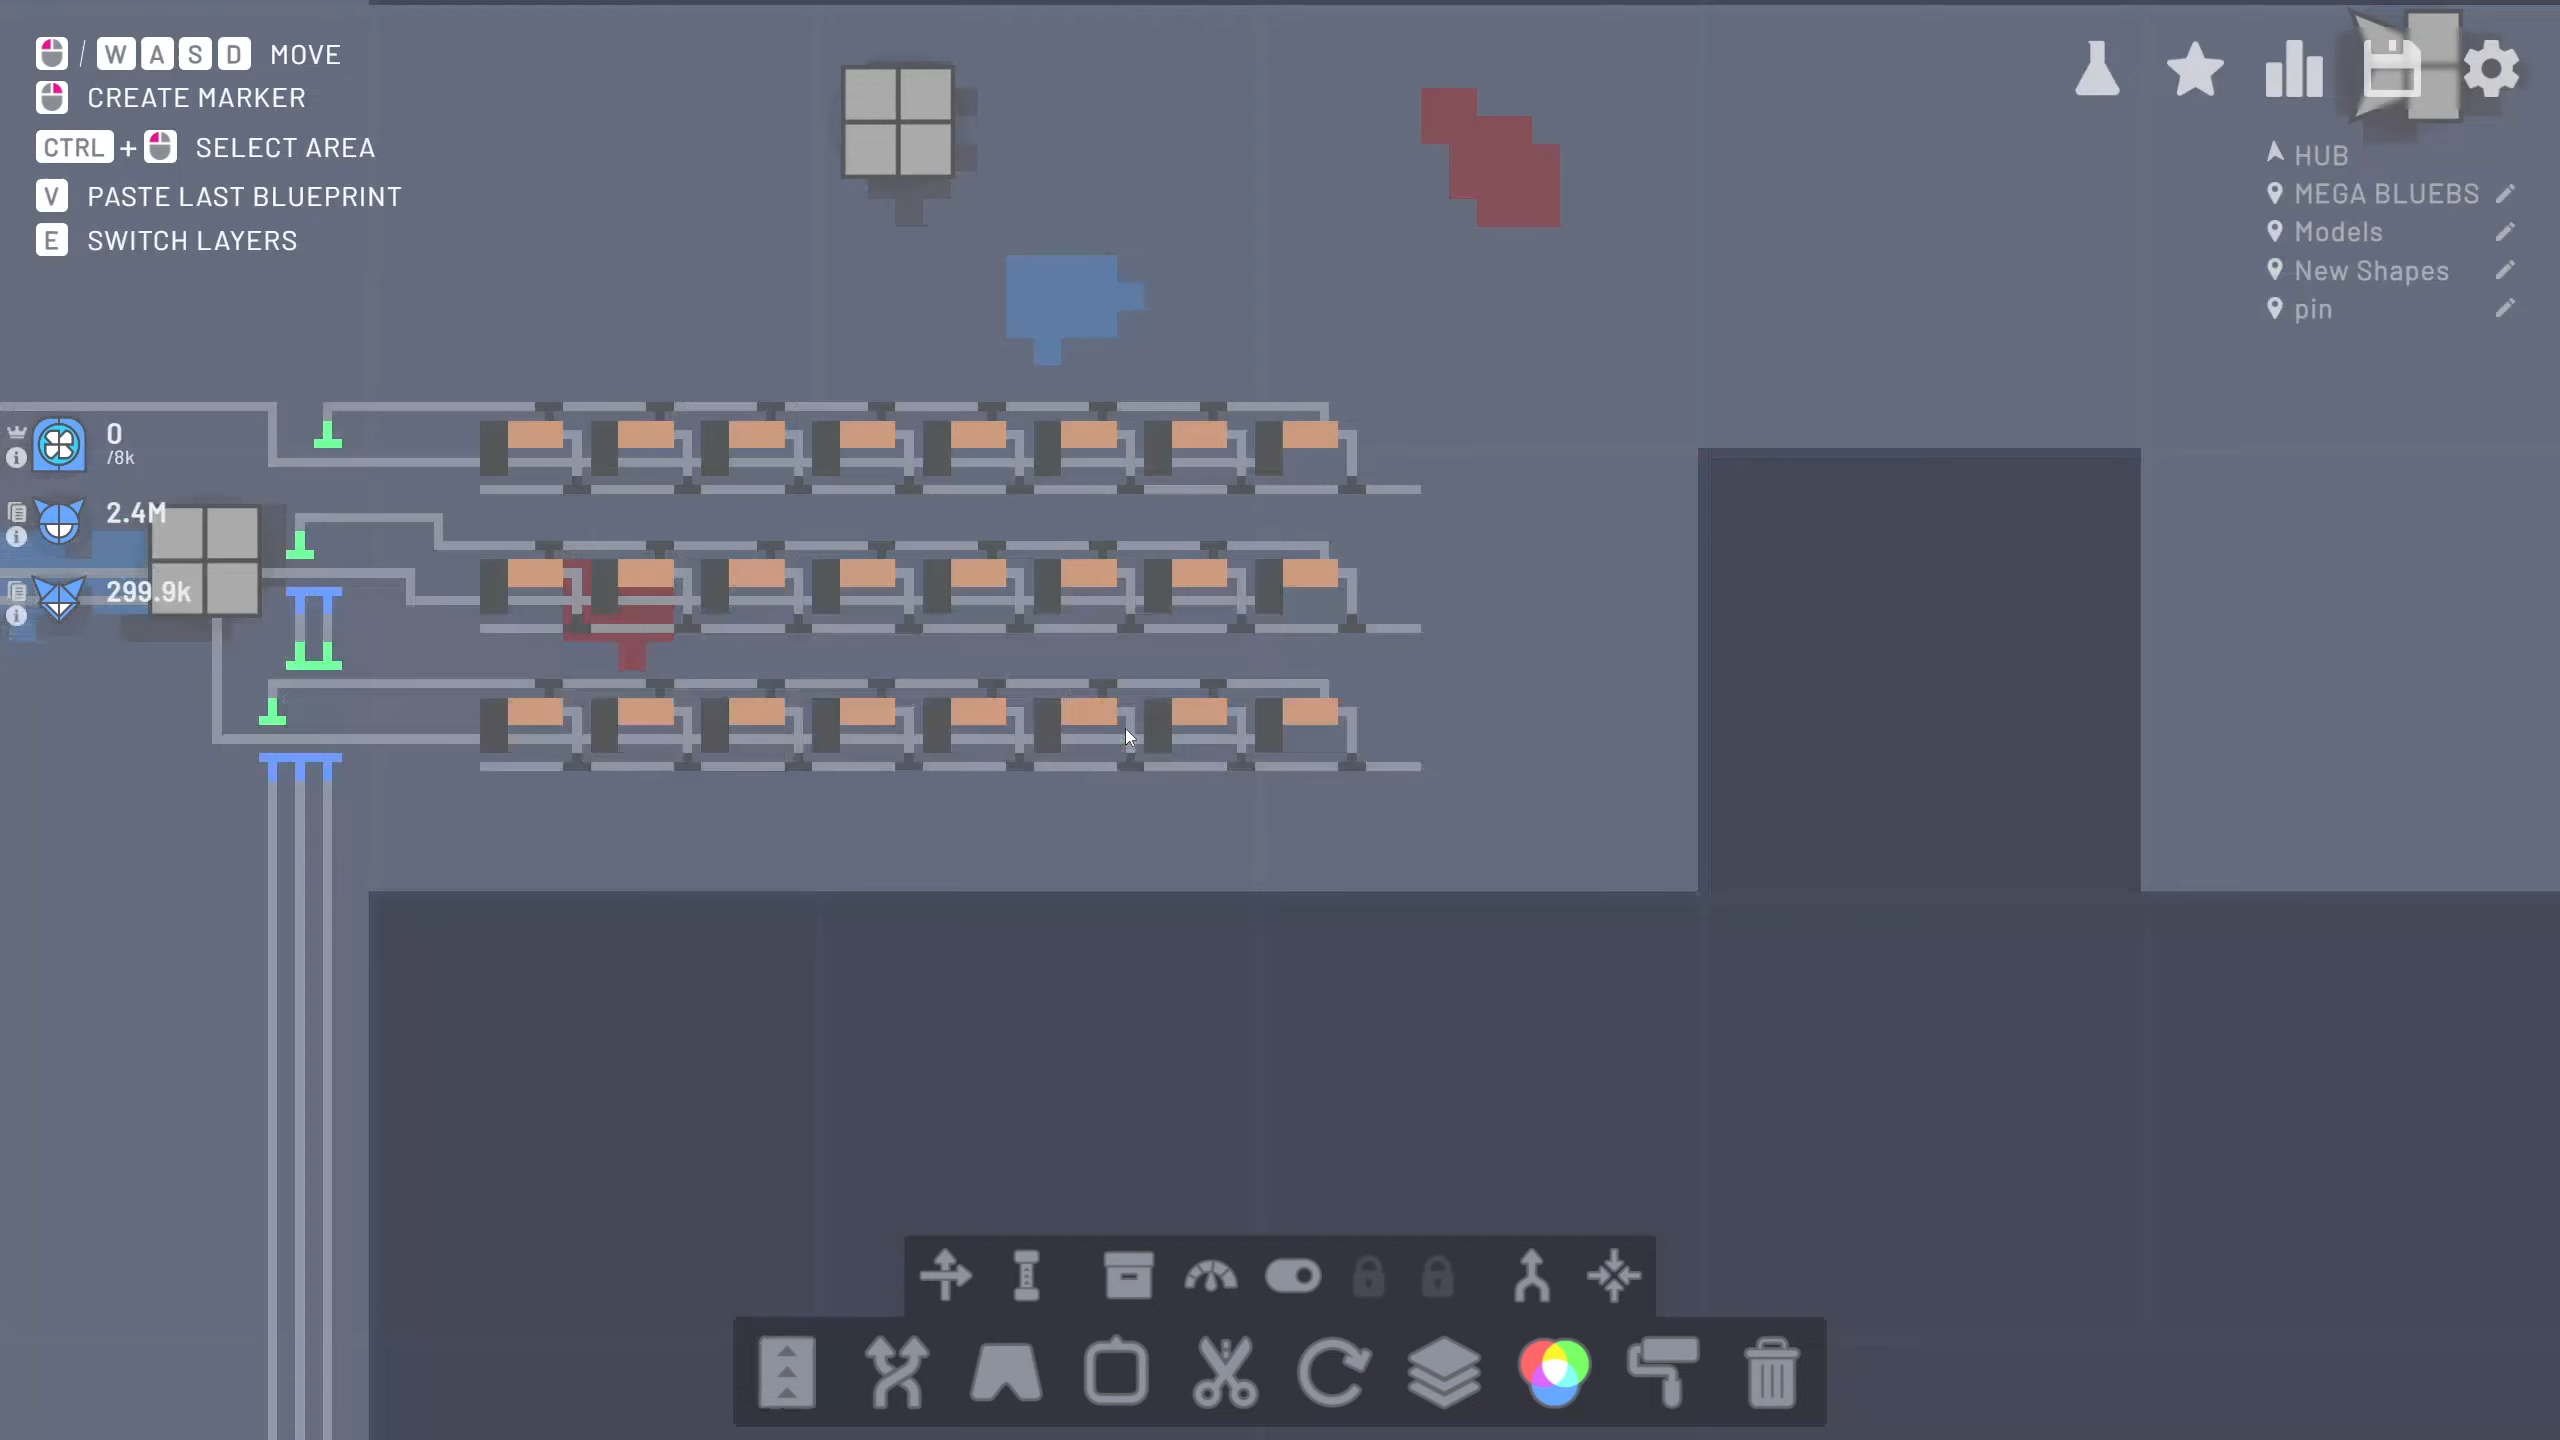 / W A S D MOVE
CREATE MARKER
CTRL + SELECT AREA
V PASTE LAST BLUEPRINT
E SWITCH LAYERS
HUB
MEGA BLUEBS
Models
New Shapes
pin
0
/8k
2.4M
299.9k